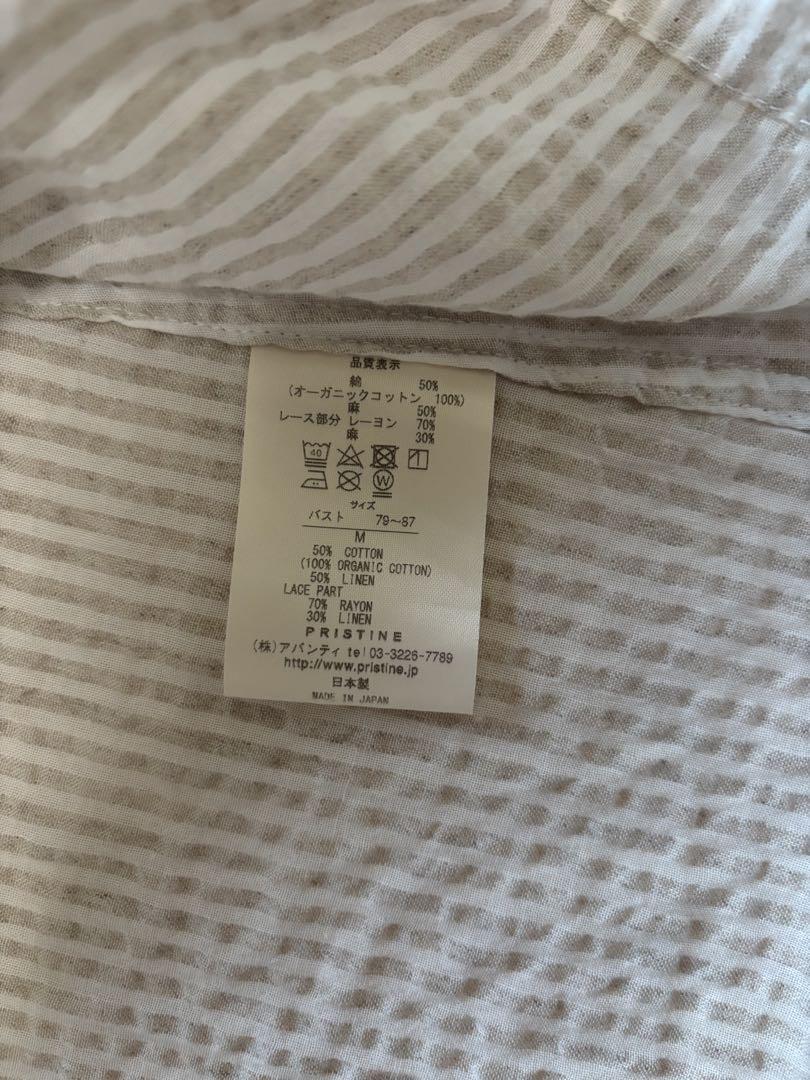 品質表示
綿 50%
(オーガニックコットン 100%)
麻 50%
レース部分 レーヨン 70%
麻 30%
40
W
サイズ
バスト 79~87
M
50% COTTON
(100% ORGANIC COTTON)
50% LINEN
LACE PART
70% RAYON
30% LINEN
PRISTINE
(株)アバンティ tel 03-3226-7789
http://www.pristine.jp
日本製
MADE IN JAPAN